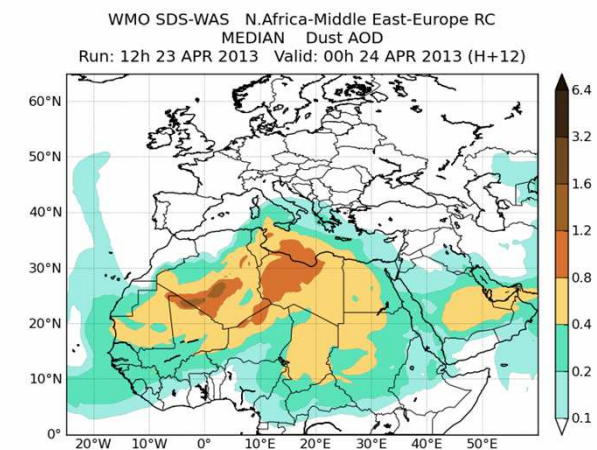 WMO SDS-WAS N.Africa-Middle East-Europe RC
MEDIAN Dust AOD
Run: 12h 23 APR 2013 Valid: 00h 24 APR 2013 (H+12)
60°N
50°N
40°N
30°N
20°N
10°N
0°
20°W 10°W 0° 10°E 20°E 30°E 40°E 50°E
6.4
3.2
1.6
1.2
0.8
0.4
0.2
0.1